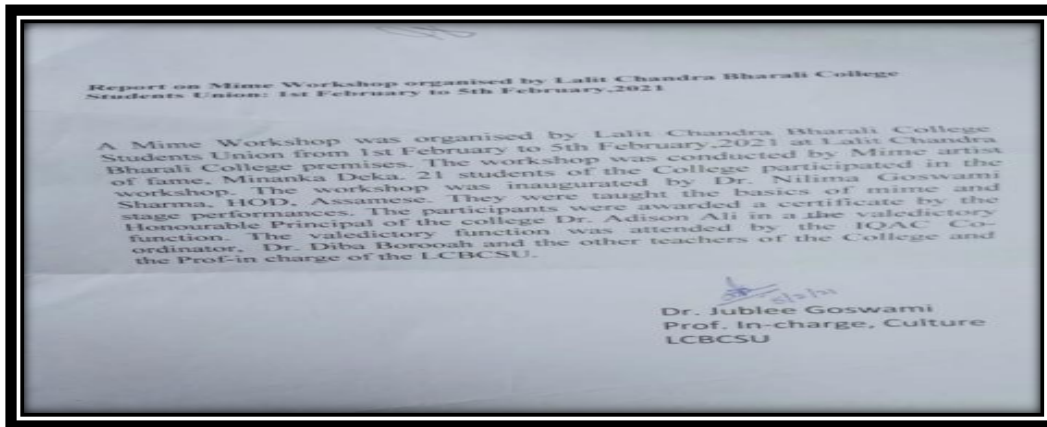 Report on Mime Workshop organised by Lalit Chandra Bharali College
Students Union: 1st February to 5th February,2021
A Mime Workshop was organised by Lalit Chandra Bharali College
Students Union from 1st February to 5th February,2021 at Lalit Chandra
Bharali College premises. The workshop was conducted by Mime artist
of fame, Minanka Deka. 21 students of the College participated in the
workshop. The workshop was inaugurated by Dr. Nilima Goswami
Sharma, HOD, Assamese. They were taught the basics of mime and
stage performances. The participants were awarded a certificate by the
Honourable Principal of the college Dr. Adison Ali in a the valedictory
function. The valedictory function was attended by the IQAC Co-
ordinator, Dr. Diba Borooah and the other teachers of the College and
the Prof-in charge of the LCBCSU.
5/2/21
Dr. Jublee Goswami
Prof. In-charge, Culture
LCBCSU